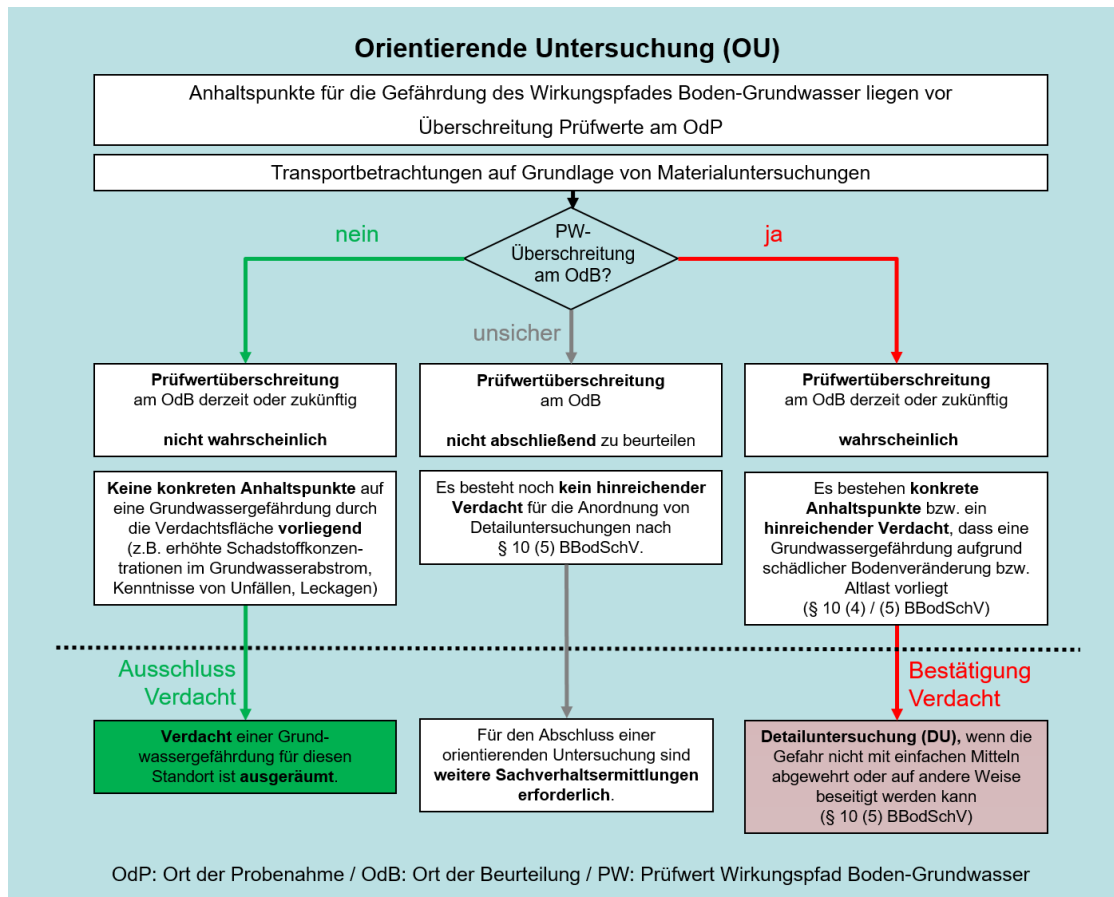 Orientierende Untersuchung (OU)
Anhaltspunkte für die Gefährdung des Wirkungspfades Boden-Grundwasser liegen vor
Überschreitung Prüfwerte am OdP
Transportbetrachtungen auf Grundlage von Materialuntersuchungen
PW-
Überschreitung
am OdB?
nein
ja
unsicher
Prüfwertüberschreitung
am OdB derzeit oder zukünftig
nicht wahrscheinlich
Prüfwertüberschreitung
am OdB
nicht abschließend zu beurteilen
Prüfwertüberschreitung
am OdB derzeit oder zukünftig
wahrscheinlich
Keine konkreten Anhaltspunkte auf
eine Grundwassergefährdung durch
die Verdachtsfläche vorliegend
(z.B. erhöhte Schadstoffkonzen-
trationen im Grundwasserabstrom,
Kenntnisse von Unfällen, Leckagen)
Es besteht noch kein hinreichender
Verdacht für die Anordnung von
Detailuntersuchungen nach
§ 10 (5) BBodSchV.
Es bestehen konkrete
Anhaltspunkte bzw. ein
hinreichender Verdacht, dass eine
Grundwassergefährdung aufgrund
schädlicher Bodenveränderung bzw.
Altlast vorliegt
(§ 10 (4) / (5) BBodSchV)
Ausschluss
Verdacht
Bestätigung
Verdacht
Verdacht einer Grund-
wassergefährdung für diesen
Standort ist ausgeräumt.
Für den Abschluss einer
orientierenden Untersuchung sind
weitere Sachverhaltsermittlungen
erforderlich.
Detailuntersuchung (DU), wenn die
Gefahr nicht mit einfachen Mitteln
abgewehrt oder auf andere Weise
beseitigt werden kann
(§ 10 (5) BBodSchV)
OdP: Ort der Probenahme / OdB: Ort der Beurteilung / PW: Prüfwert Wirkungspfad Boden-Grundwasser